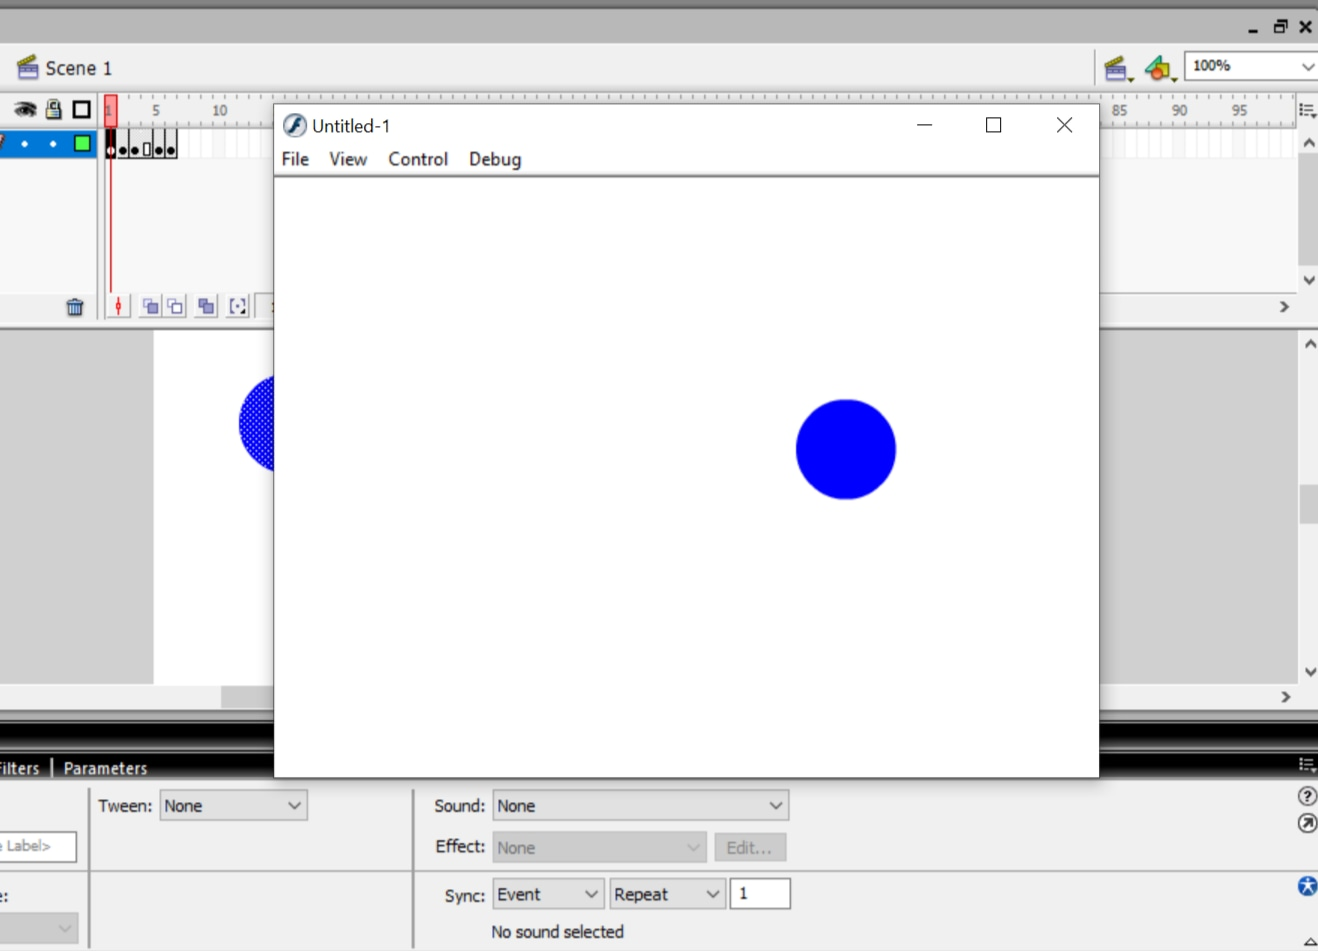 Scene 1
100%
1 5 10 85 90 95
Untitled-1
File View Control Debug
Filters Parameters
Tween: None
Sound: None
Label>
Effect: None Edit...
Sync: Event Repeat 1
No sound selected